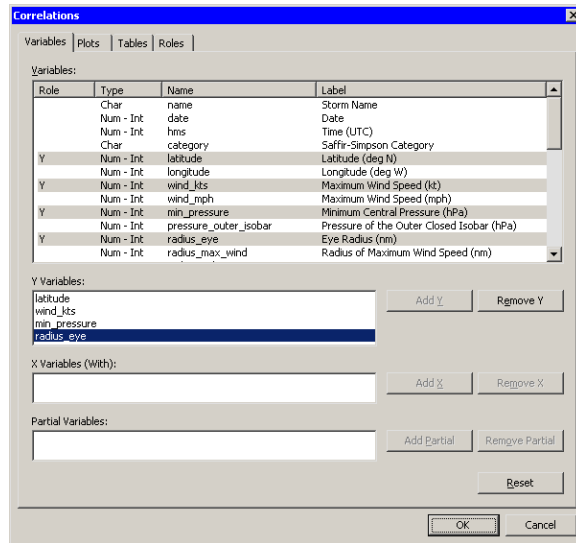 Correlations
Variables Plots Tables Roles
Variables:
Role Type Name Label
Char name Storm Name
Num - Int date Date
Num - Int hms Time (UTC)
Char category Saffir-Simpson Category
Y Num - Int latitude Latitude (deg N)
Num - Int longitude Longitude (deg W)
Y Num - Int wind_kts Maximum Wind Speed (kt)
Num - Int wind_mph Maximum Wind Speed (mph)
Y Num - Int min_pressure Minimum Central Pressure (hPa)
Num - Int pressure_outer_isobar Pressure of the Outer Closed Isobar (hPa)
Y Num - Int radius_eye Eye Radius (nm)
Num - Int radius_max_wind Radius of Maximum Wind Speed (nm)
Y Variables:
latitude
wind_kts
min_pressure
radius_eye
Add Y Remove Y
X Variables (With):
Add X Remove X
Partial Variables:
Add Partial Remove Partial
Reset
OK Cancel